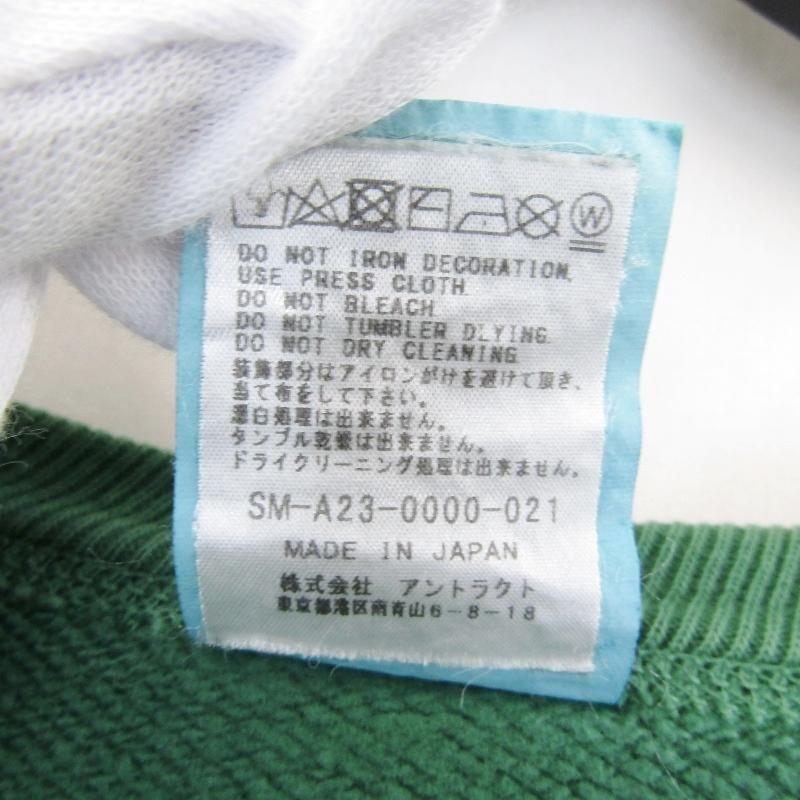 W
DO NOT IRON DECORATION.
USE PRESS CLOTH.
DO NOT BLEACH.
DO NOT TUMBLER DLYING.
DO NOT DRY CLEANING.
装飾部分はアイロンがけを避けて頂き、
当て布をして下さい。
漂白処理は出来ません。
タンブル乾燥は出来ません。
ドライクリーニング処理は出来ません。
SM-A23-0000-021
MADE IN JAPAN
株式会社 アントラクト
東京都港区南青山6-8-18